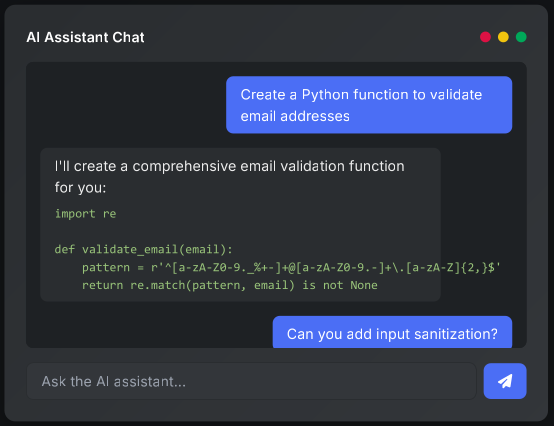 AI Assistant Chat
Create a Python function to validate
email addresses
I'll create a comprehensive email validation function
for you:
import re
def validate_email(email):
    pattern = r'^[a-zA-Z0-9._%+-]+@[a-zA-Z0-9.-]+\.[a-zA-Z]{2,}$'
    return re.match(pattern, email) is not None
Can you add input sanitization?
Ask the AI assistant...